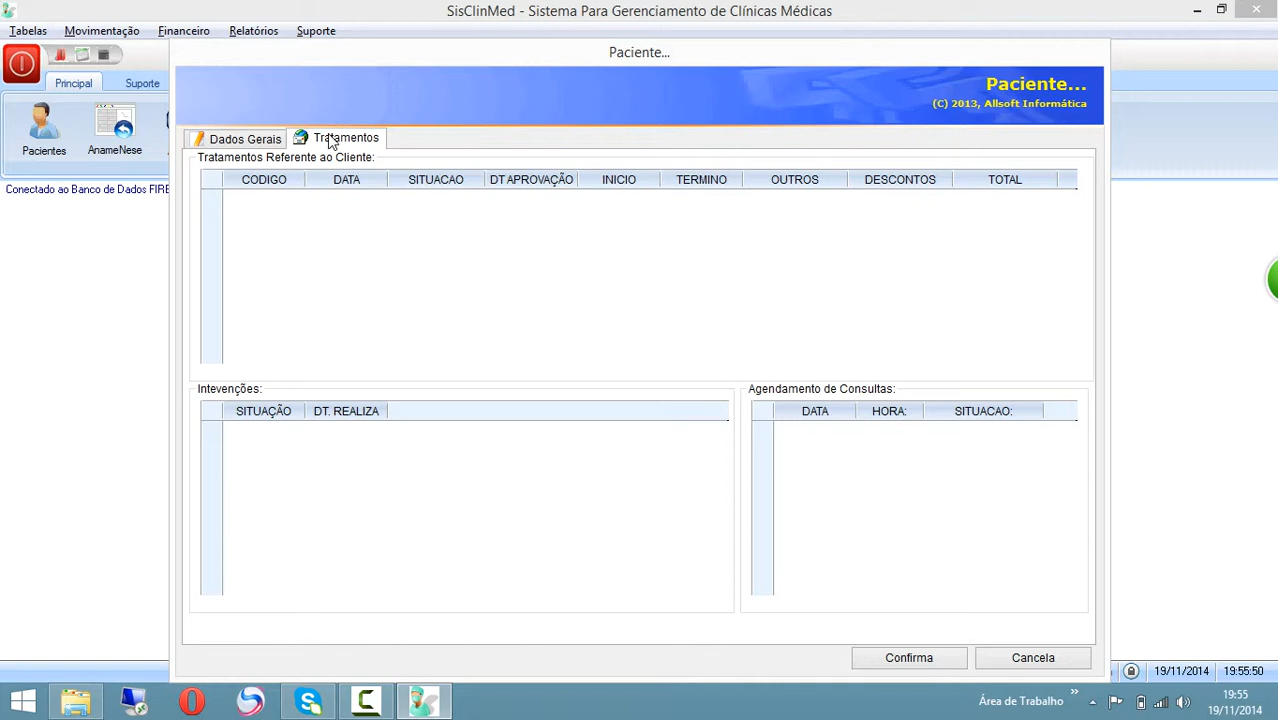 SisClinMed - Sistema Para Gerenciamento de Clínicas Médicas
Tabelas Movimentação Financeiro Relatórios Suporte
Paciente...
Principal Suporte
Paciente...
(C) 2013, Allsoft Informática
Pacientes AnameNese
Dados Gerais Tratamentos
Tratamentos Referente ao Cliente:
CODIGO DATA SITUACAO DT APROVAÇÃO INICIO TERMINO OUTROS DESCONTOS TOTAL
Conectado ao Banco de Dados FIRE
Intevenções: Agendamento de Consultas:
SITUAÇÃO DT. REALIZA DATA HORA: SITUACAO:
Confirma Cancela
19/11/2014 19:55:50
Área de Trabalho
19:55
19/11/2014